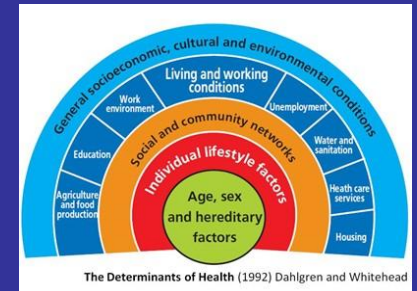 General socioeconomic, cultural and environmental conditions
Living and working
conditions
Work
environment
Unemployment
Education
Water and
sanitation
Agriculture
and food
production
Heath care
services
Housing
Social and community networks
Individual lifestyle factors
Age, sex
and hereditary
factors
The Determinants of Health (1992) Dahlgren and Whitehead